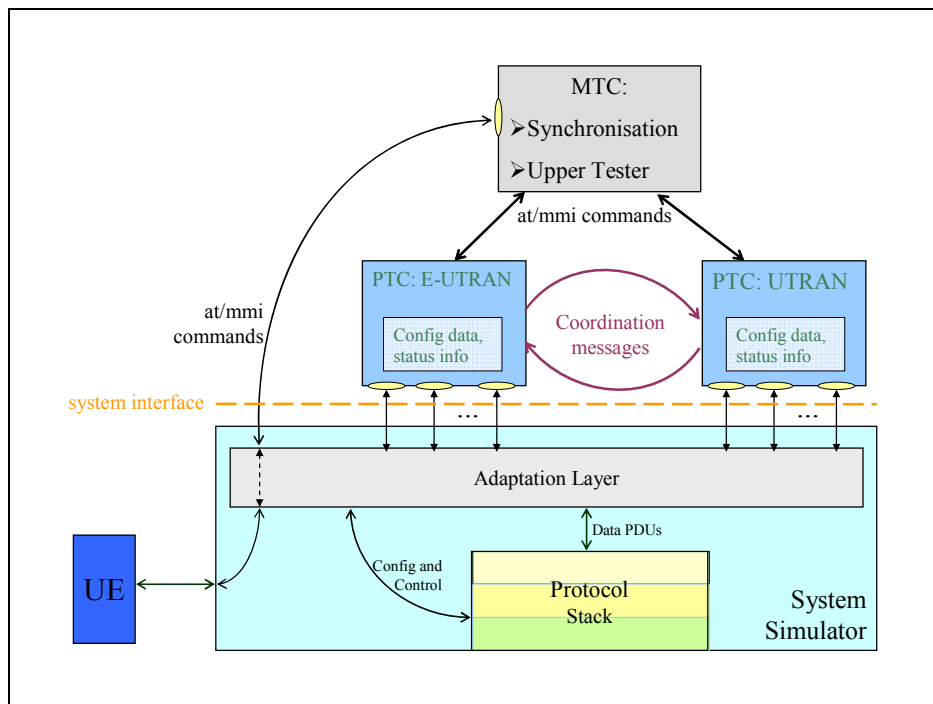 MTC:
➢Synchronisation
➢Upper Tester
at/mmi commands
PTC: E-UTRAN
PTC: UTRAN
at/mmi
commands
Config data,
status info
Coordination
messages
Config data,
status info
system interface
...
...
Adaptation Layer
Data PDUs
UE
Config and
Control
Protocol
Stack
System
Simulator